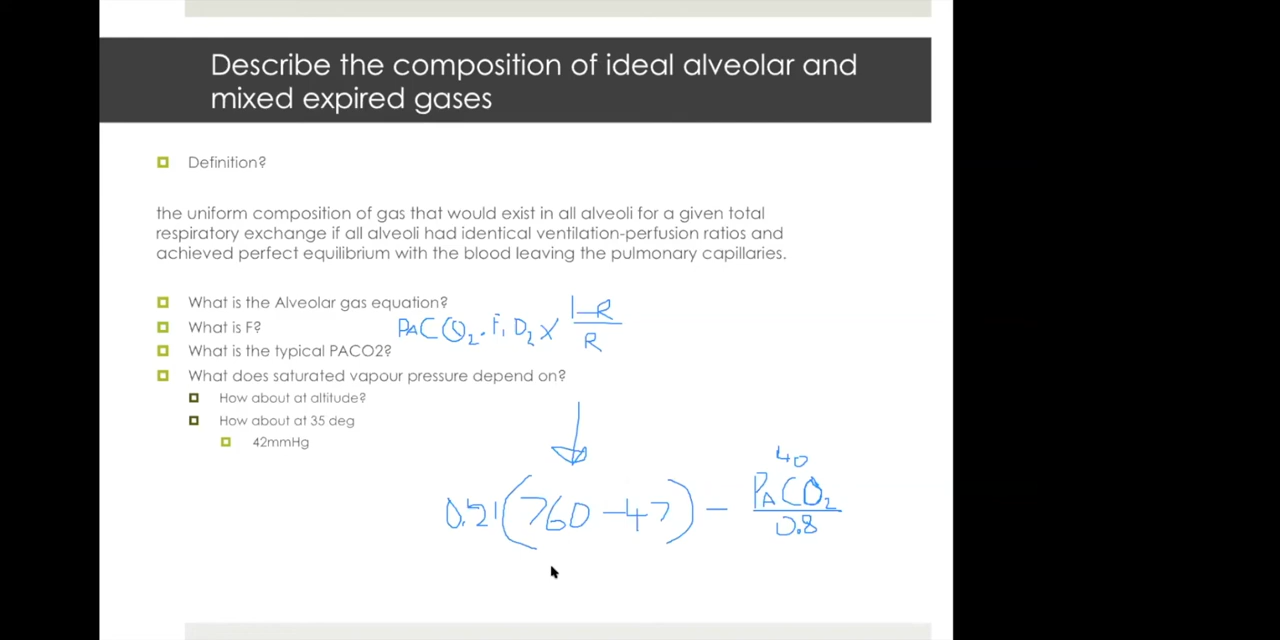 Describe the composition of ideal alveolar and
mixed expired gases
Definition?
the uniform composition of gas that would exist in all alveoli for a given total
respiratory exchange if all alveoli had identical ventilation-perfusion ratios and
achieved perfect equilibrium with the blood leaving the pulmonary capillaries.
What is the Alveolar gas equation?
What is F?
PACO2 . FiO2 x 1-R / R
What is the typical PACO2?
What does saturated vapour pressure depend on?
How about at altitude?
How about at 35 deg
42mmHg
40
0.21 (760 - 47) - PACO2 / 0.8